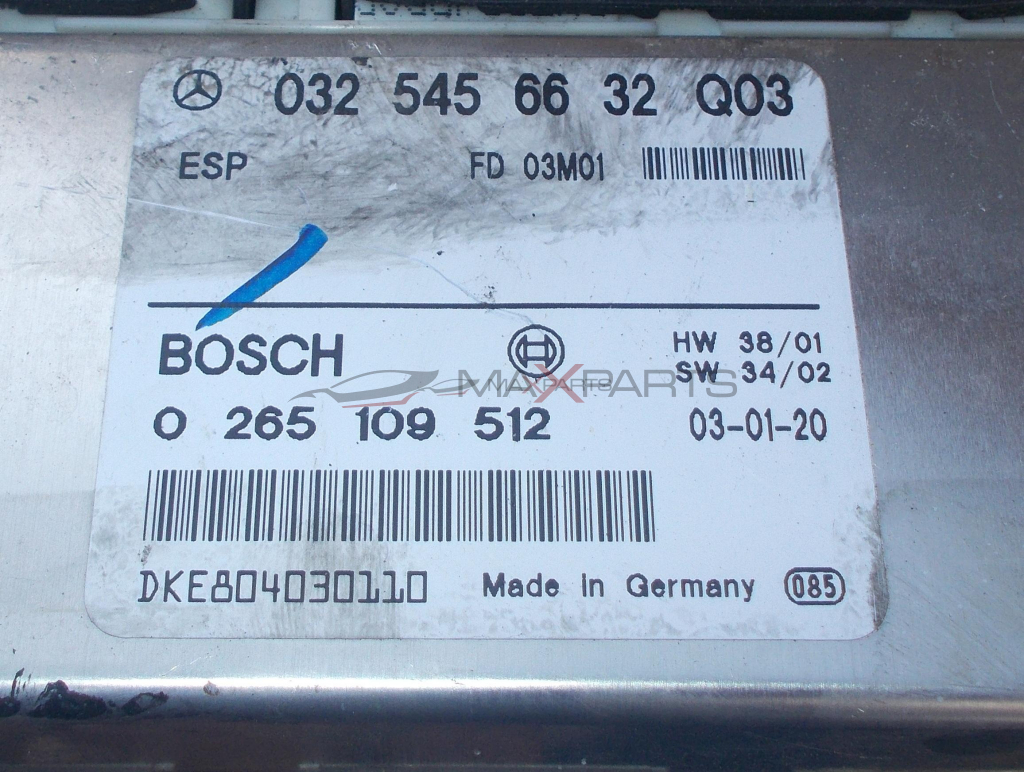 032 545 66 32 Q03
ESP FD 03M01
BOSCH HW 38/01
SW 34/02
MAXPARTS
MAXPARTS
0 265 109 512 03-01-20
DKE804030110 Made in Germany 085